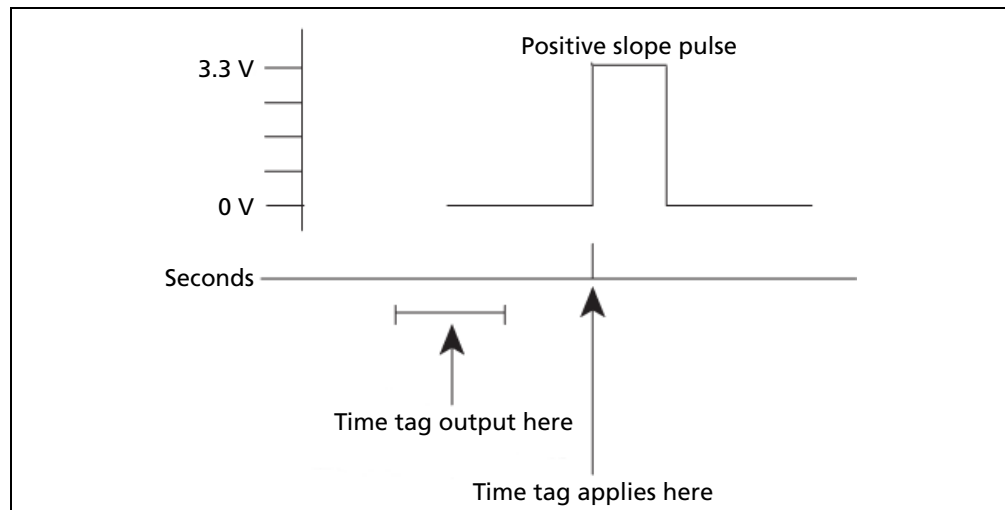 Positive slope pulse
3.3 V
0 V
Seconds
Time tag output here
Time tag applies here